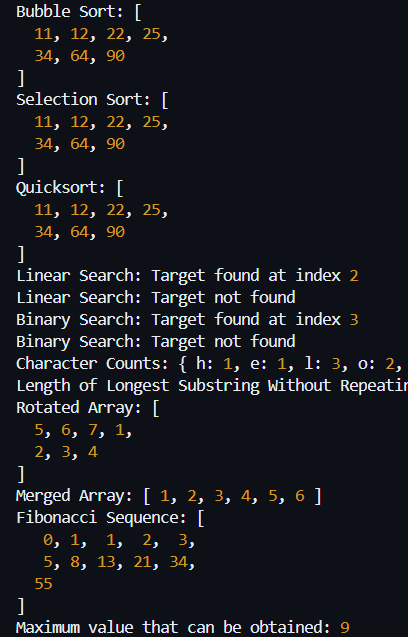 Bubble Sort: [
11, 12, 22, 25,
34, 64, 90
]
Selection Sort: [
11, 12, 22, 25,
34, 64, 90
]
Quicksort: [
11, 12, 22, 25,
34, 64, 90
]
Linear Search: Target found at index 2
Linear Search: Target not found
Binary Search: Target found at index 3
Binary Search: Target not found
Character Counts: { h: 1, e: 1, l: 3, o: 2,
Length of Longest Substring Without Repeatin
Rotated Array: [
5, 6, 7, 1,
2, 3, 4
]
Merged Array: [ 1, 2, 3, 4, 5, 6 ]
Fibonacci Sequence: [
0, 1, 1, 2, 3,
5, 8, 13, 21, 34,
55
]
Maximum value that can be obtained: 9